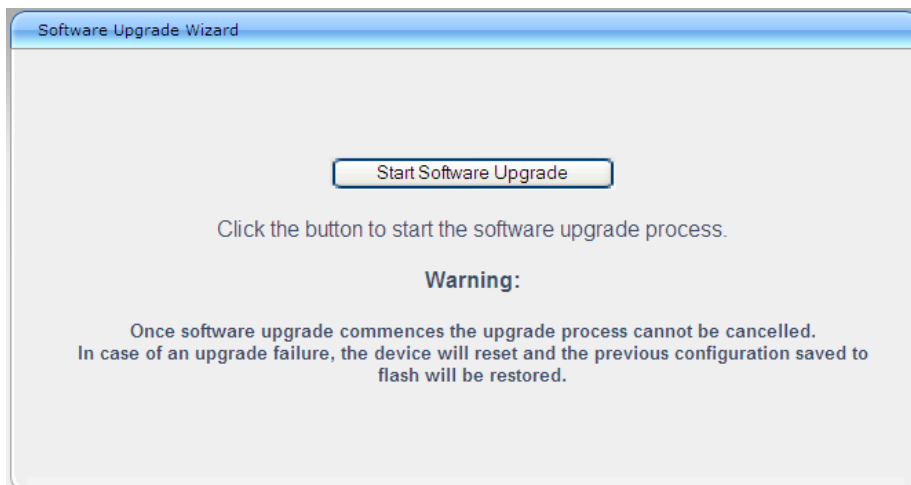 Software Upgrade Wizard
Start Software Upgrade
Click the button to start the software upgrade process.
Warning:
Once software upgrade commences the upgrade process cannot be cancelled.
In case of an upgrade failure, the device will reset and the previous configuration saved to
flash will be restored.